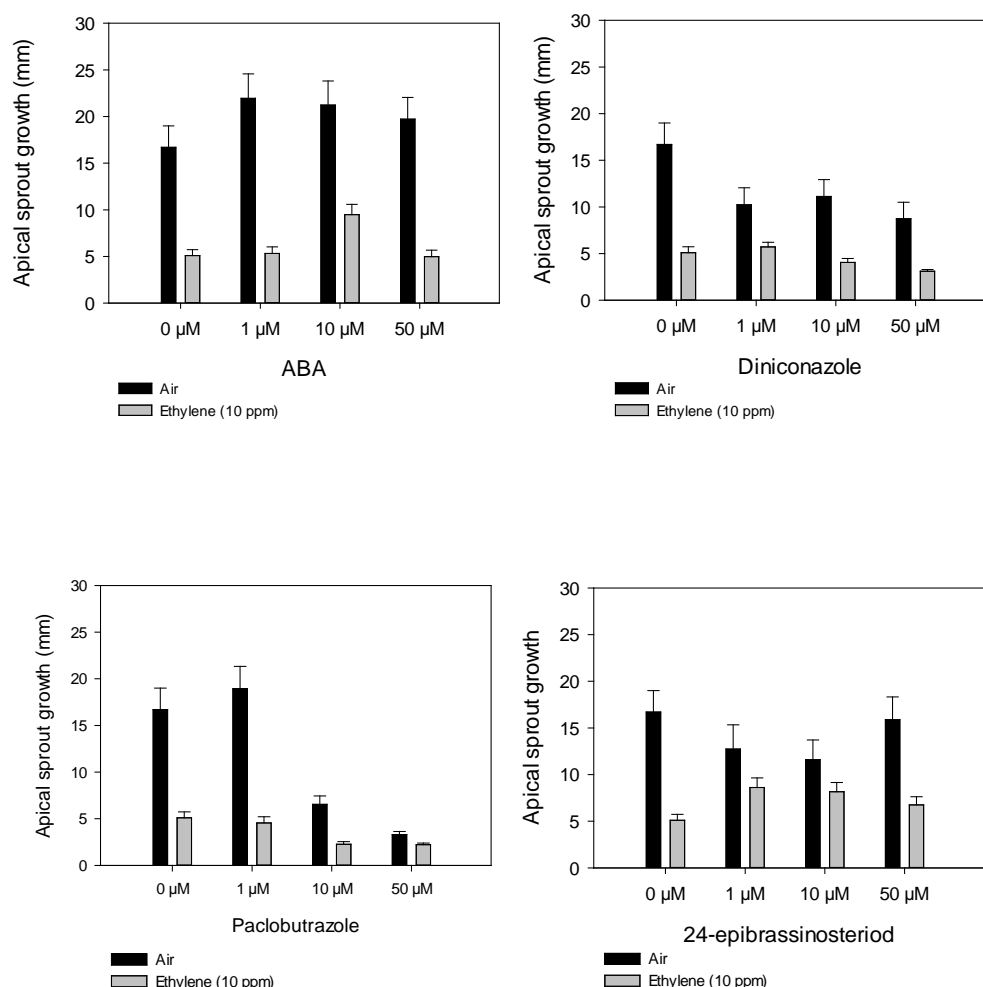 Apical sprout growth (mm)
30
25
20
15
10
5
0
0 µM 1 µM 10 µM 50 µM
ABA
Air
Ethylene (10 ppm)
Apical sprout growth (mm)
30
25
20
15
10
5
0
0 µM 1 µM 10 µM 50 µM
Diniconazole
Air
Ethylene (10 ppm)
Apical sprout growth (mm)
30
25
20
15
10
5
0
0 µM 1 µM 10 µM 50 µM
Paclobutrazole
Air
Ethylene (10 ppm)
Apical sprout growth
30
25
20
15
10
5
0
0 µM 1 µM 10 µM 50 µM
24-epibrassinosteriod
Air
Ethylene (10 ppm)